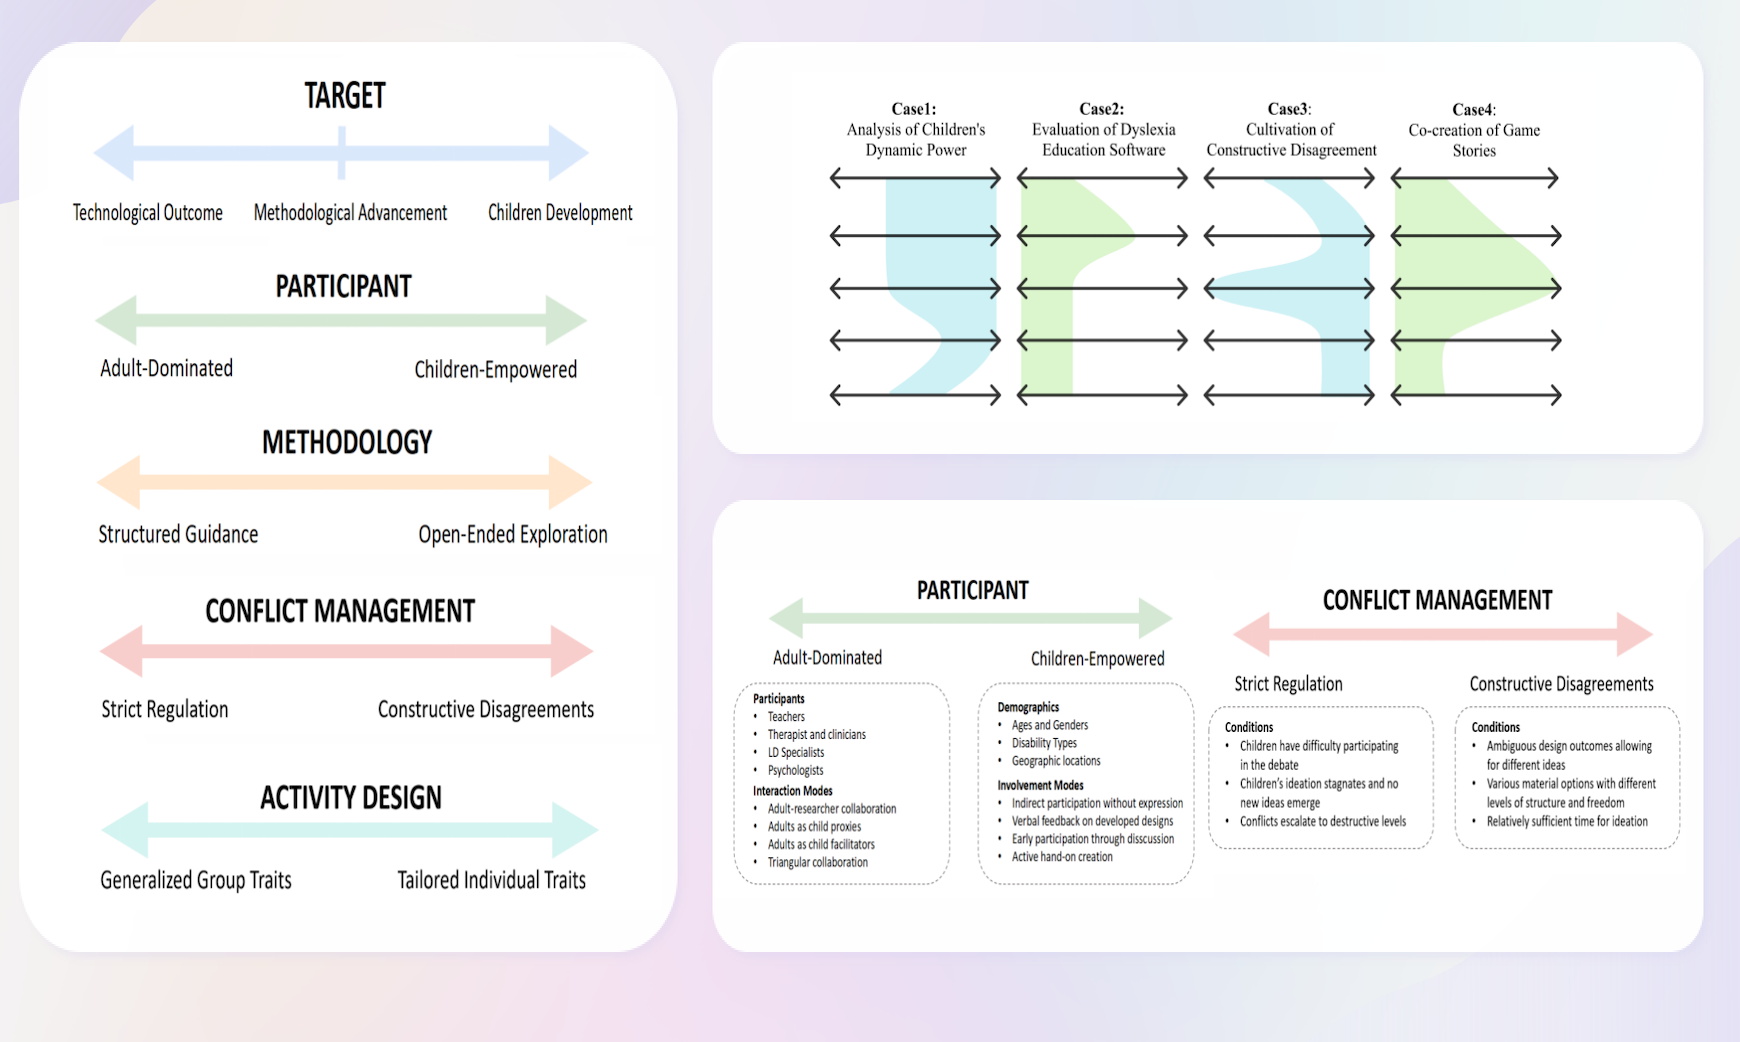 TARGET
Technological Outcome
Methodological Advancement
Children Development
PARTICIPANT
Adult-Dominated
Children-Empowered
METHODOLOGY
Structured Guidance
Open-Ended Exploration
CONFLICT MANAGEMENT
Strict Regulation
Constructive Disagreements
ACTIVITY DESIGN
Generalized Group Traits
Tailored Individual Traits
Case1:
Analysis of Children's
Dynamic Power
Case2:
Evaluation of Dyslexia
Education Software
Case3:
Cultivation of
Constructive Disagreement
Case4:
Co-creation of Game
Stories
PARTICIPANT
Adult-Dominated
Children-Empowered
Participants
• Teachers
• Therapist and clinicians
• LD Specialists
• Psychologists
Interaction Modes
• Adult-researcher collaboration
• Adults as child proxies
• Adults as child facilitators
• Triangular collaboration
Demographics
• Ages and Genders
• Disability Types
• Geographic locations
Involvement Modes
• Indirect participation without expression
• Verbal feedback on developed designs
• Early participation through disscussion
• Active hand-on creation
CONFLICT MANAGEMENT
Strict Regulation
Constructive Disagreements
Conditions
• Children have difficulty participating
in the debate
• Children's ideation stagnates and no
new ideas emerge
• Conflicts escalate to destructive levels
Conditions
• Ambiguous design outcomes allowing
for different ideas
• Various material options with different
levels of structure and freedom
• Relatively sufficient time for ideation